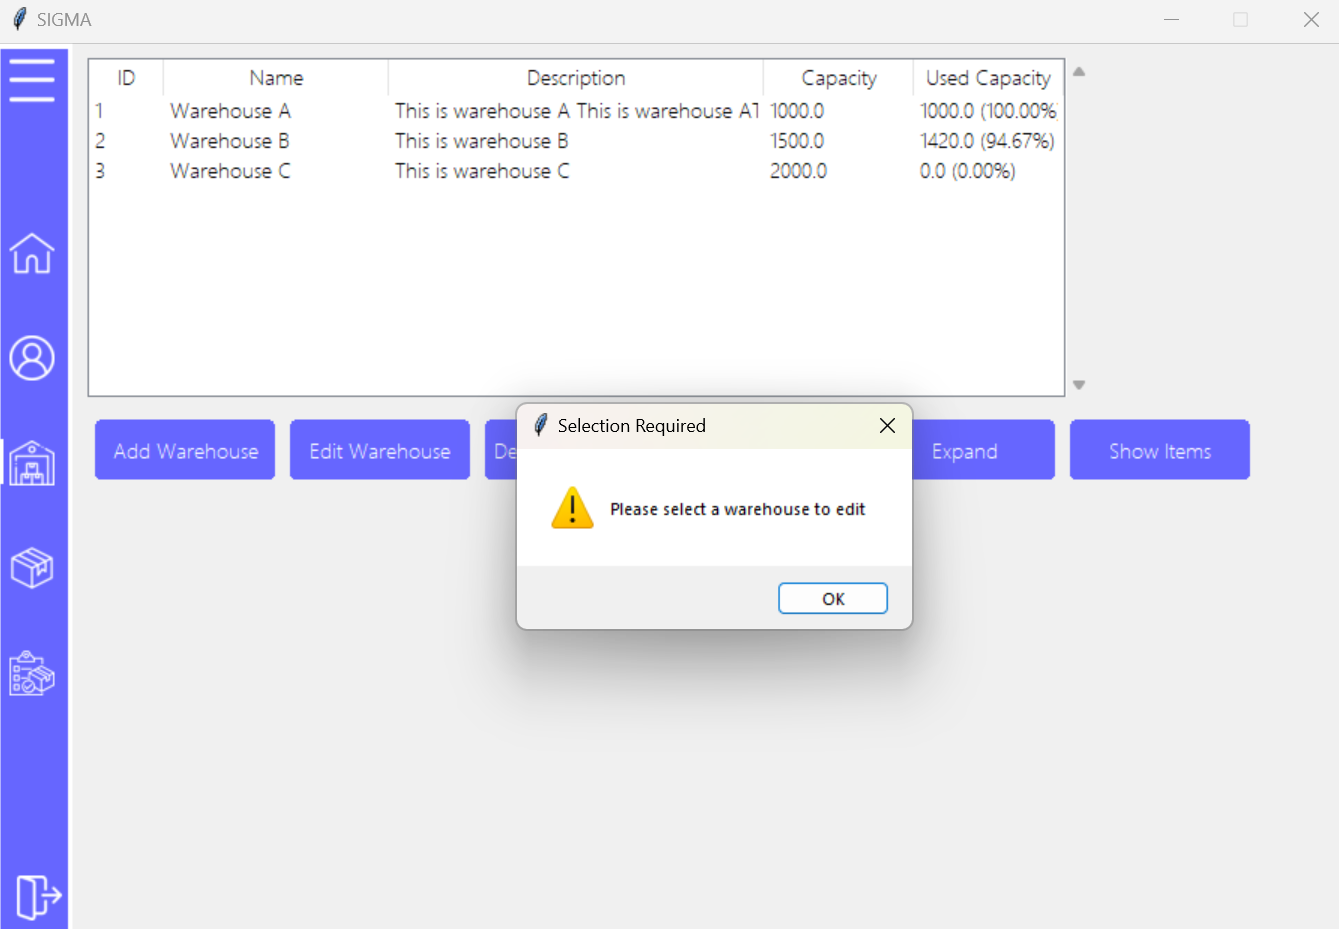 SIGMA
ID Name Description Capacity Used Capacity
1 Warehouse A This is warehouse A This is warehouse A 1000.0 1000.0 (100.00%
2 Warehouse B This is warehouse B 1500.0 1420.0 (94.67%)
3 Warehouse C This is warehouse C 2000.0 0.0 (0.00%)
Add Warehouse Edit Warehouse De Expand Show Items
Selection Required
Please select a warehouse to edit
OK